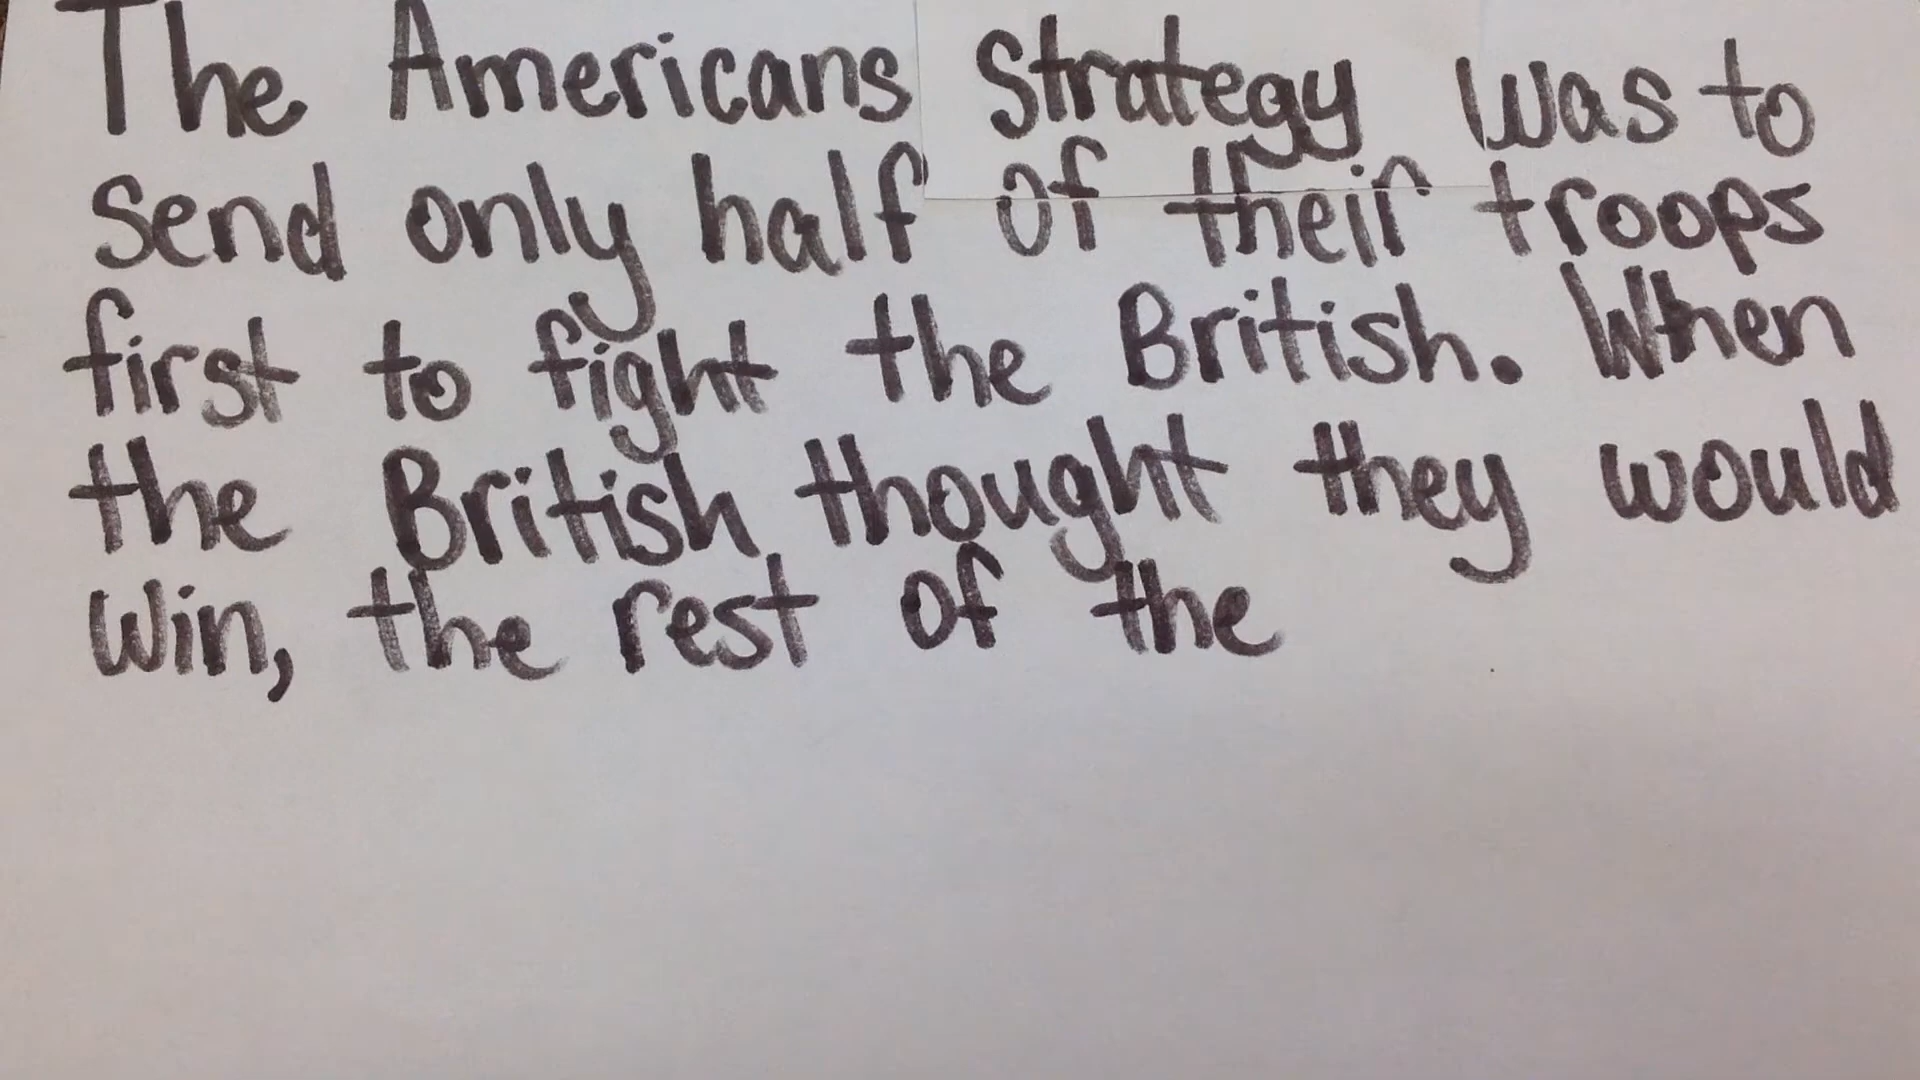 The Americans Strategy was to
send only half of their troops
first to fight the British. When
the British thought they would
win, the rest of the